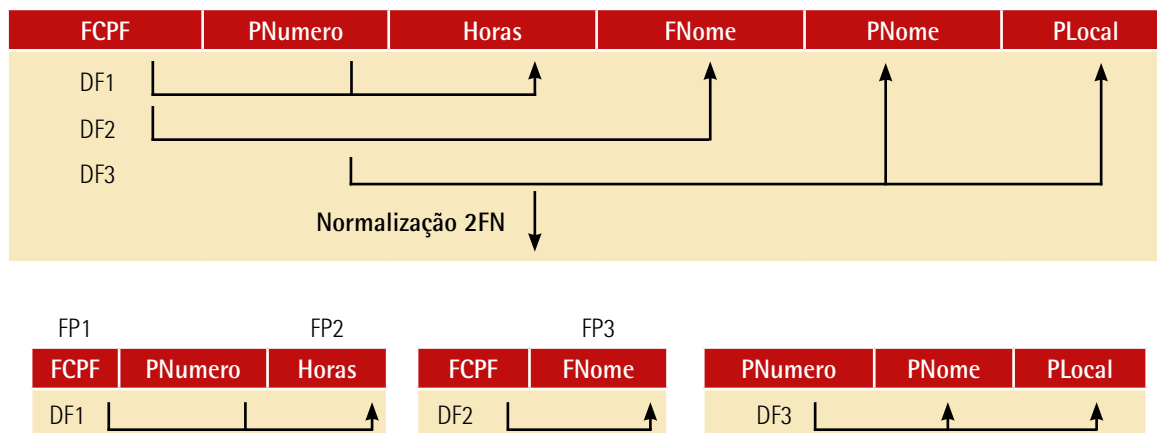 FCPF PNumero Horas FNome PNome PLocal
DF1
DF2
DF3
Normalização 2FN
FP1 FP2 FP3
FCPF PNumero Horas FCPF FNome PNumero PNome PLocal
DF1 DF2 DF3